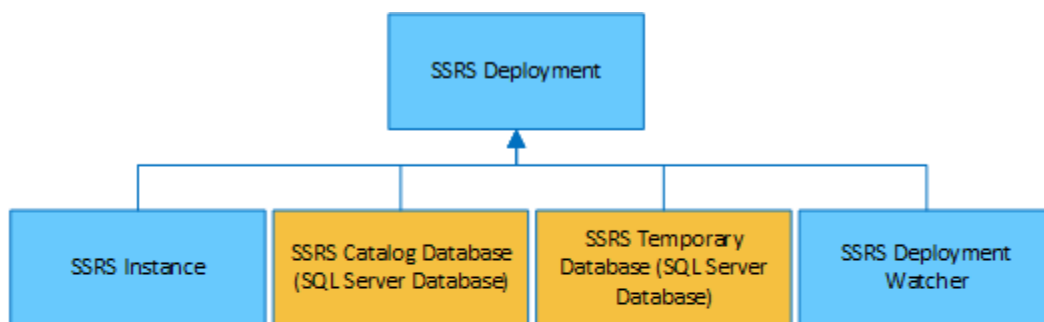 SSRS Deployment
SSRS Instance
SSRS Catalog Database
(SQL Server Database)
SSRS Temporary
Database (SQL Server
Database)
SSRS Deployment
Watcher